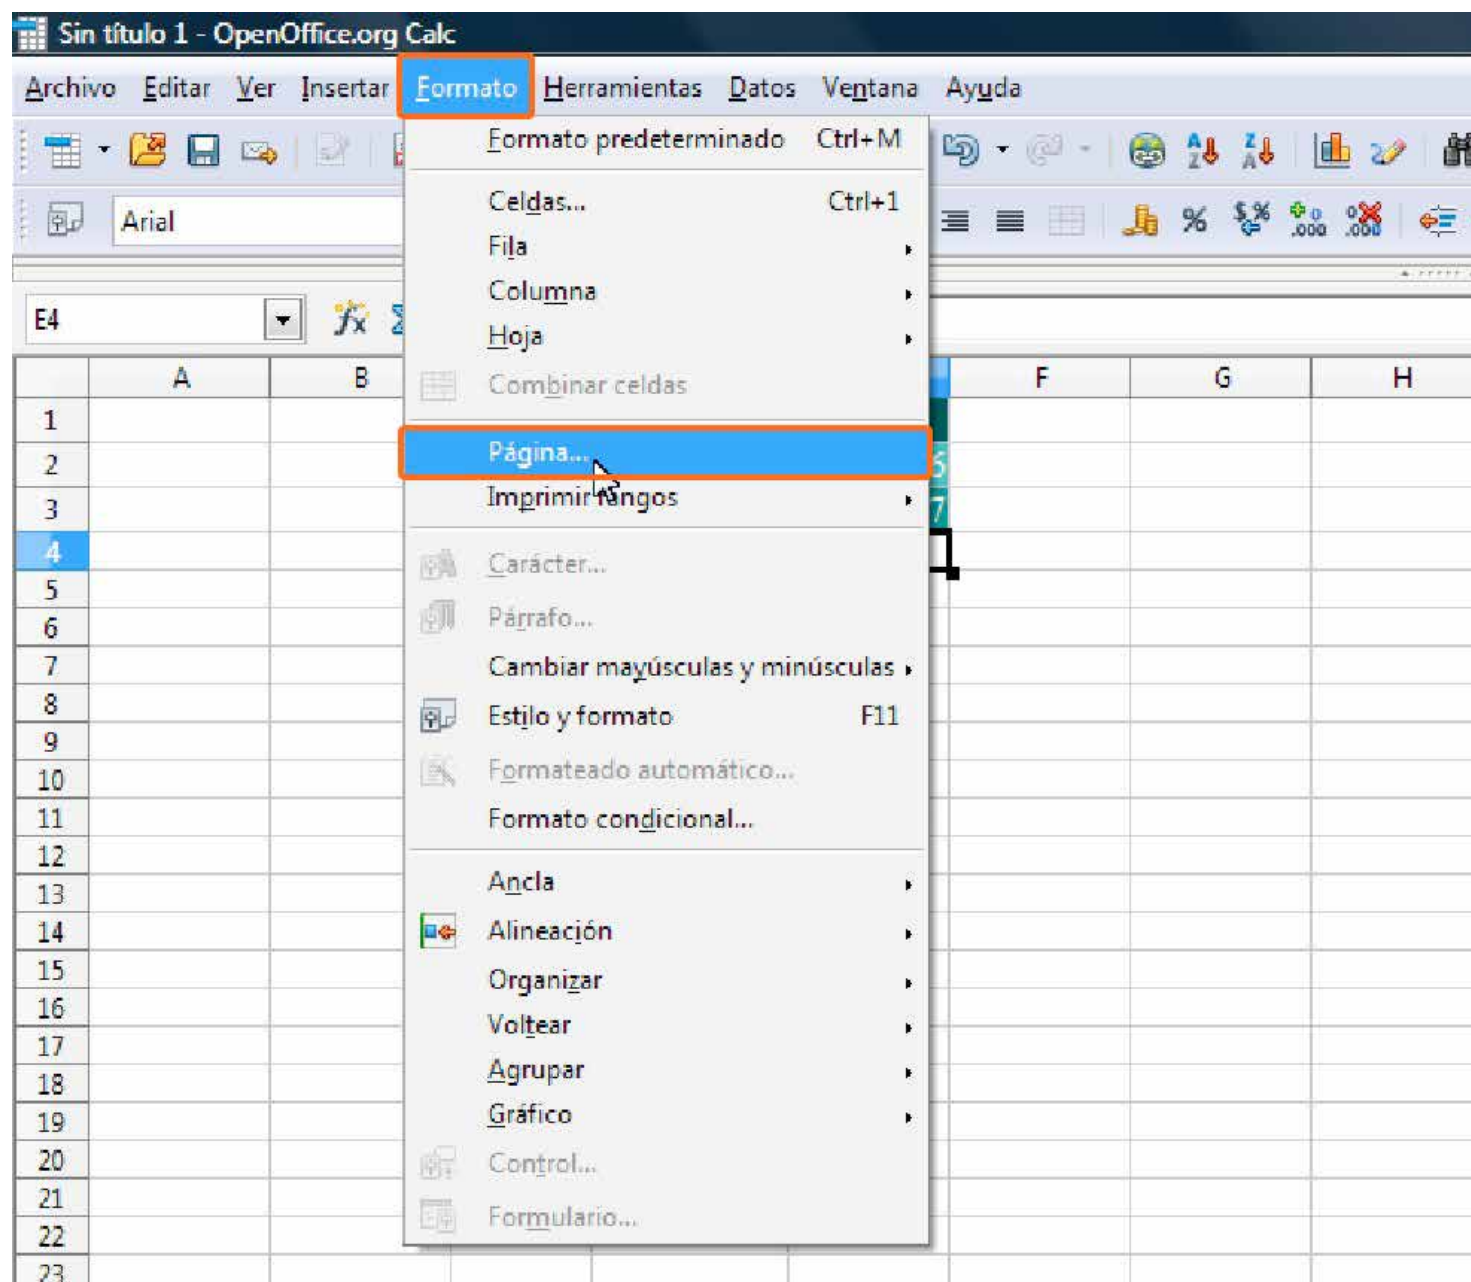 Sin título 1 - OpenOffice.org Calc
Archivo Editar Ver Insertar Formato Herramientas Datos Ventana Ayuda
Formato predeterminado Ctrl+M
Arial
Celdas... Ctrl+1
Fila
Columna
E4
Hoja
A B F G H
Combinar celdas
1
Página...
2 6
Imprimir rangos
3 7
4
Carácter...
5
Párrafo...
6
7 Cambiar mayúsculas y minúsculas
8 Estilo y formato F11
9
10 Formateado automático...
11 Formato condicional...
12
13 Ancla
14 Alineación
15 Organizar
16
17 Voltear
18 Agrupar
19 Gráfico
20 Control...
21
22 Formulario...
23